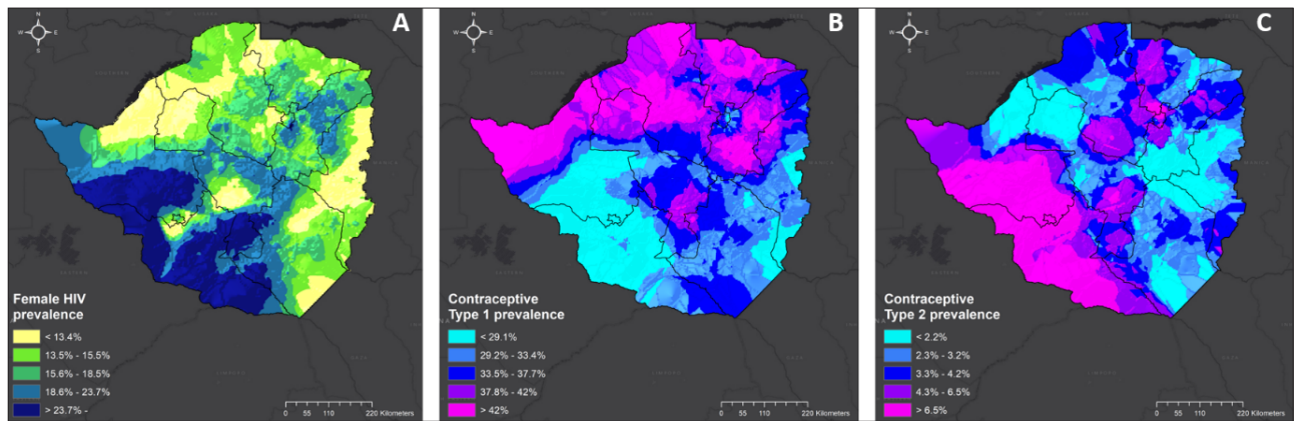 A
N
W E
S
Female HIV
prevalence
< 13.4%
13.5% - 15.5%
15.6% - 18.5%
18.6% - 23.7%
> 23.7% -
0 55 110 220 Kilometers
B
N
W E
S
Contraceptive
Type 1 prevalence
< 29.1%
29.2% - 33.4%
33.5% - 37.7%
37.8% - 42%
> 42%
0 55 110 220 Kilometers
C
N
W E
S
Contraceptive
Type 2 prevalence
< 2.2%
2.3% - 3.2%
3.3% - 4.2%
4.3% - 6.5%
> 6.5%
0 55 110 220 Kilometers